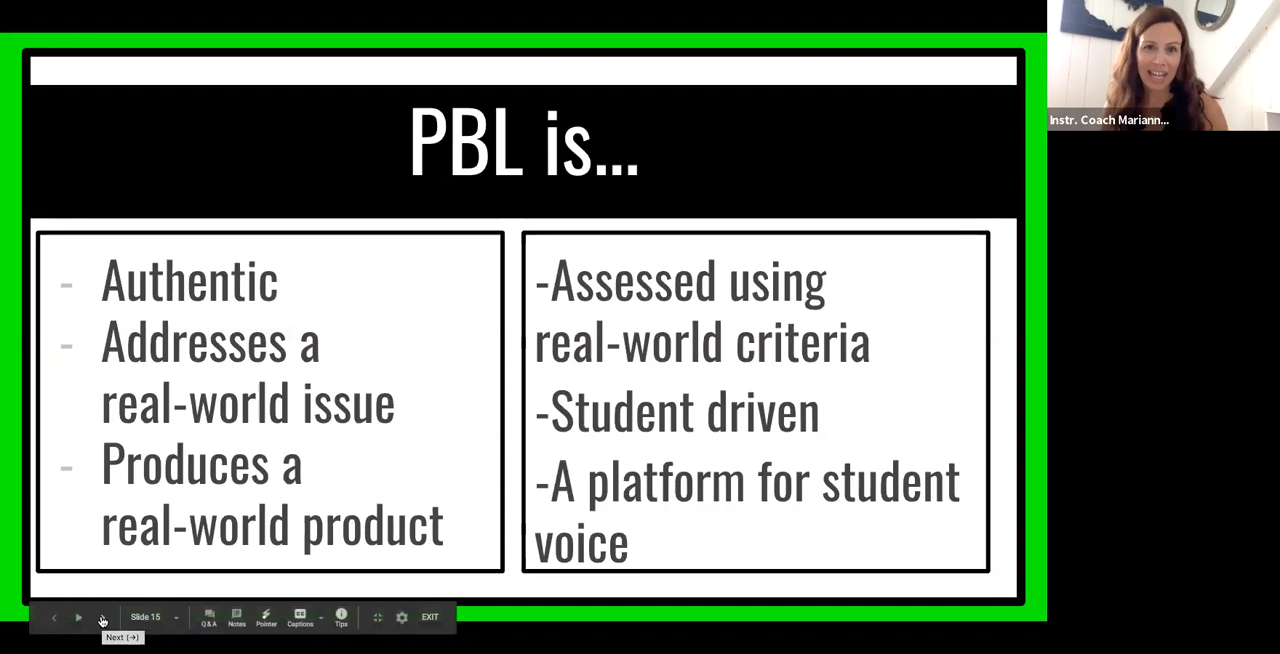 PBL is...
- Authentic
- Addresses a
real-world issue
- Produces a
real-world product
-Assessed using
real-world criteria
-Student driven
-A platform for student
voice
Instr. Coach Mariann...
Slide 15
Q&A
Notes
Pointer
CC
Captions
Tips
EXIT
Next (→)